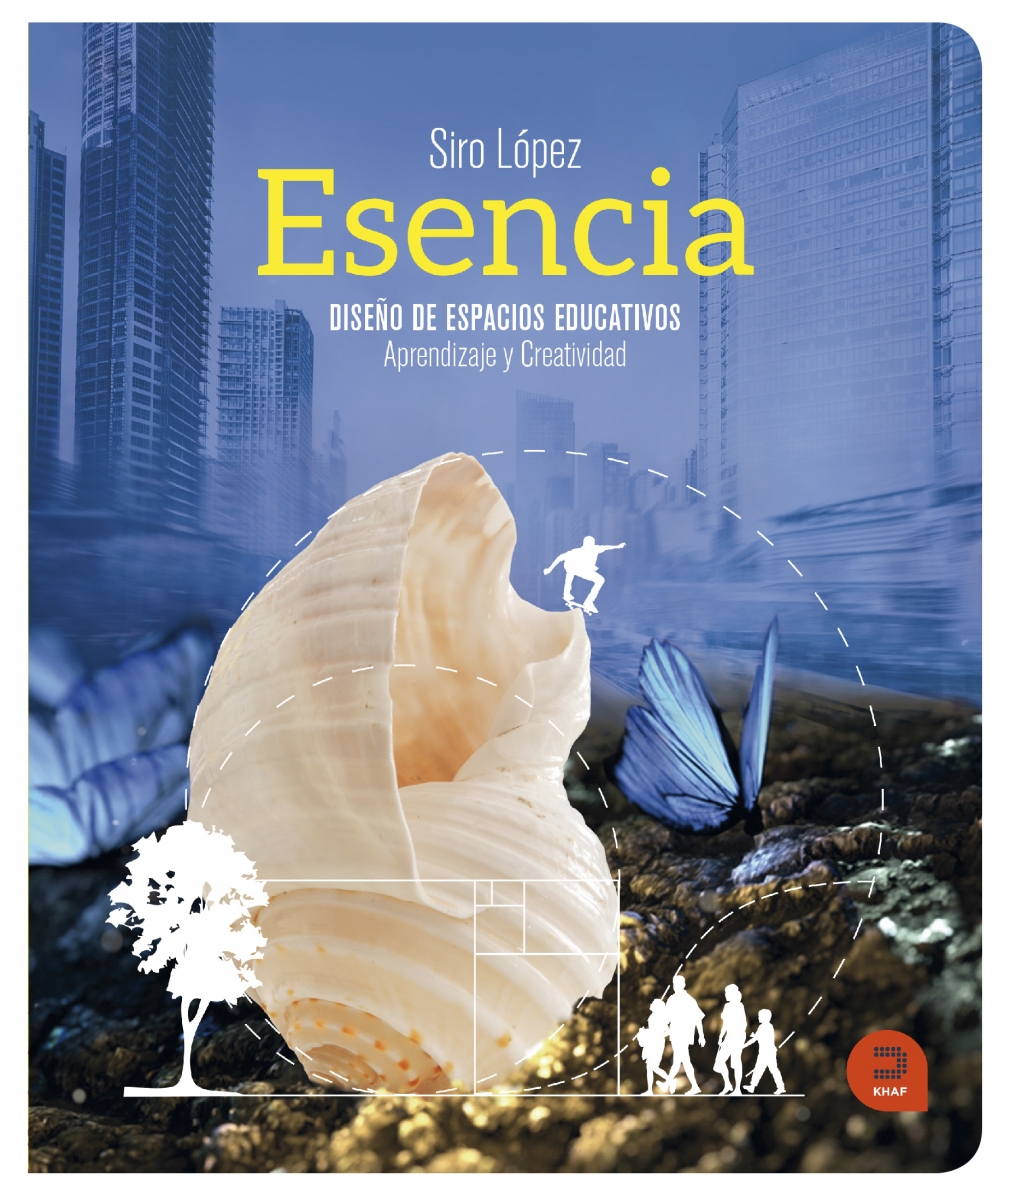 Siro López
Esencia
DISEÑO DE ESPACIOS EDUCATIVOS
Aprendizaje y Creatividad
KHAF